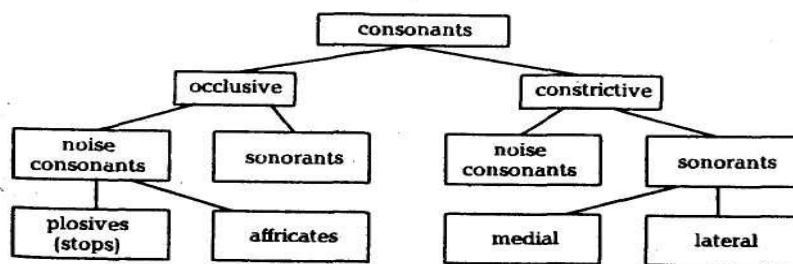 consonants
occlusive
constrictive
noise
consonants
sonorants
noise
consonants
sonorants
plosives
(stops)
affricates
medial
lateral